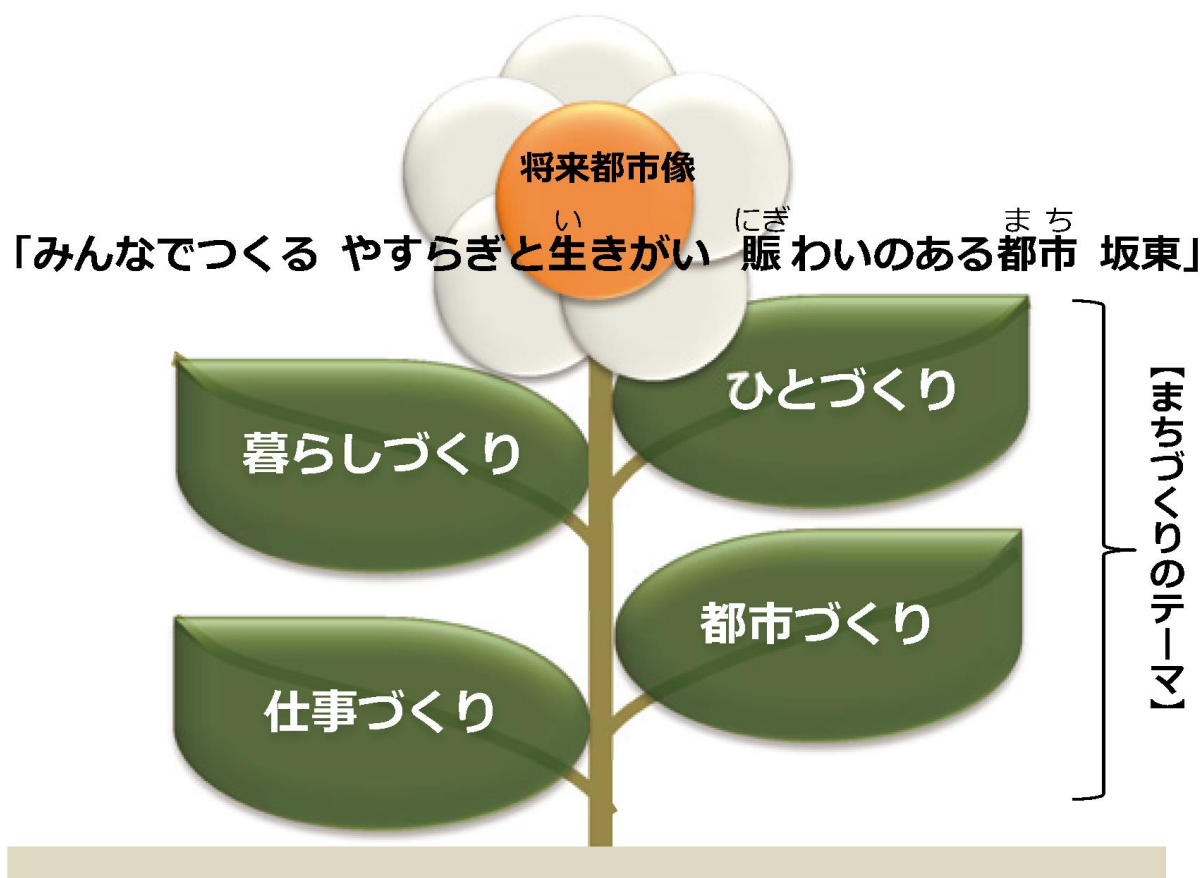 将来都市像
「みんなでつくる やすらぎと生きがい 賑わいのある都市 坂東」
い にぎ まち
ひとづくり
暮らしづくり
都市づくり
仕事づくり
【まちづくりのテーマ】